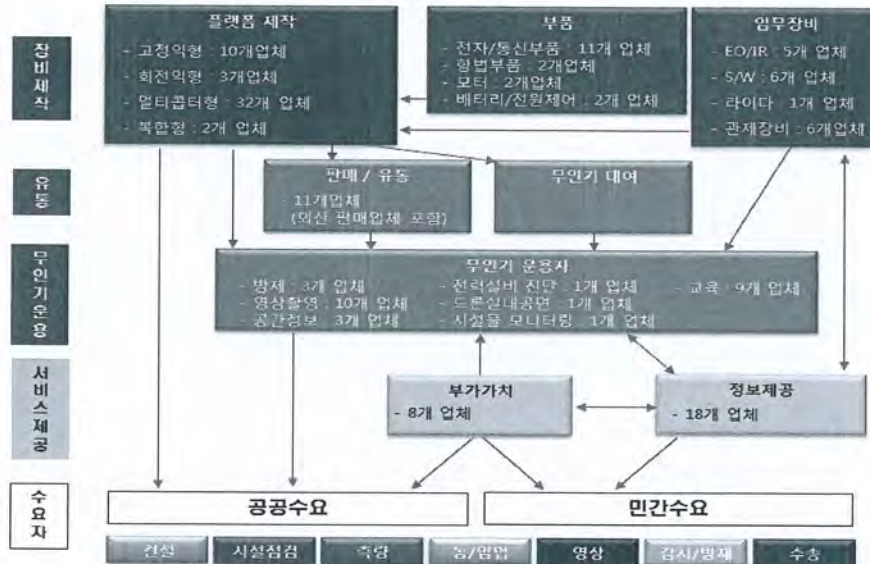 장비제작
플랫폼 제작
- 고정익형 : 10개업체
- 회전익형 : 3개업체
- 멀티콥터형 : 32개 업체
- 복합형 : 2개 업체
부품
- 전자/통신부품 : 11개 업체
- 항법부품 : 2개업체
- 모터 : 2개업체
- 배터리/전원제어 : 2개 업체
임무장비
- EO/IR : 5개 업체
- S/W : 6개 업체
- 라이다 1개 업체
- 관제장비 : 6개업체
유통
판매 / 유통
- 11개업체
(외산 판매업체 포함)
무인기 대여
무인기운용
무인기 운용자
- 방제 : 3개 업체
- 영상촬영 : 10개 업체
- 공간정보 3개 업체
- 전력설비 진단 : 1개 업체
- 드론실내공연 : 1개 업체
- 시설물 모니터링 : 1개 업체
- 교육 : 9개 업체
서비스제공
부가가치
- 8개 업체
정보제공
- 18개 업체
수요자
공공수요
민간수요
건설
시설점검
측량
농/임업
영상
감시/방재
수송